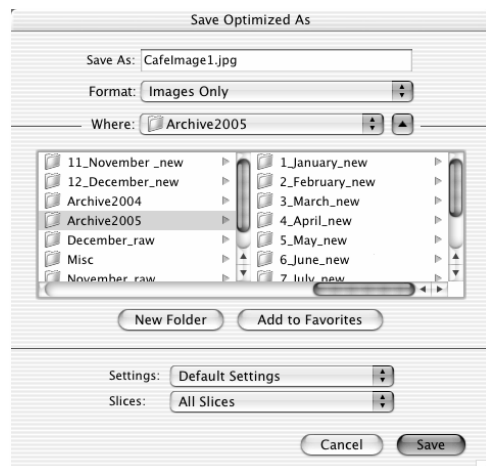 Save Optimized As
Save As: CafeImage1.jpg
Format: Images Only
Where: Archive2005
11_November _new
12_December_new
Archive2004
Archive2005
December_raw
Misc
November_raw
1_January_new
2_February_new
3_March_new
4_April_new
5_May_new
6_June_new
7_July_new
New Folder Add to Favorites
Settings: Default Settings
Slices: All Slices
Cancel Save